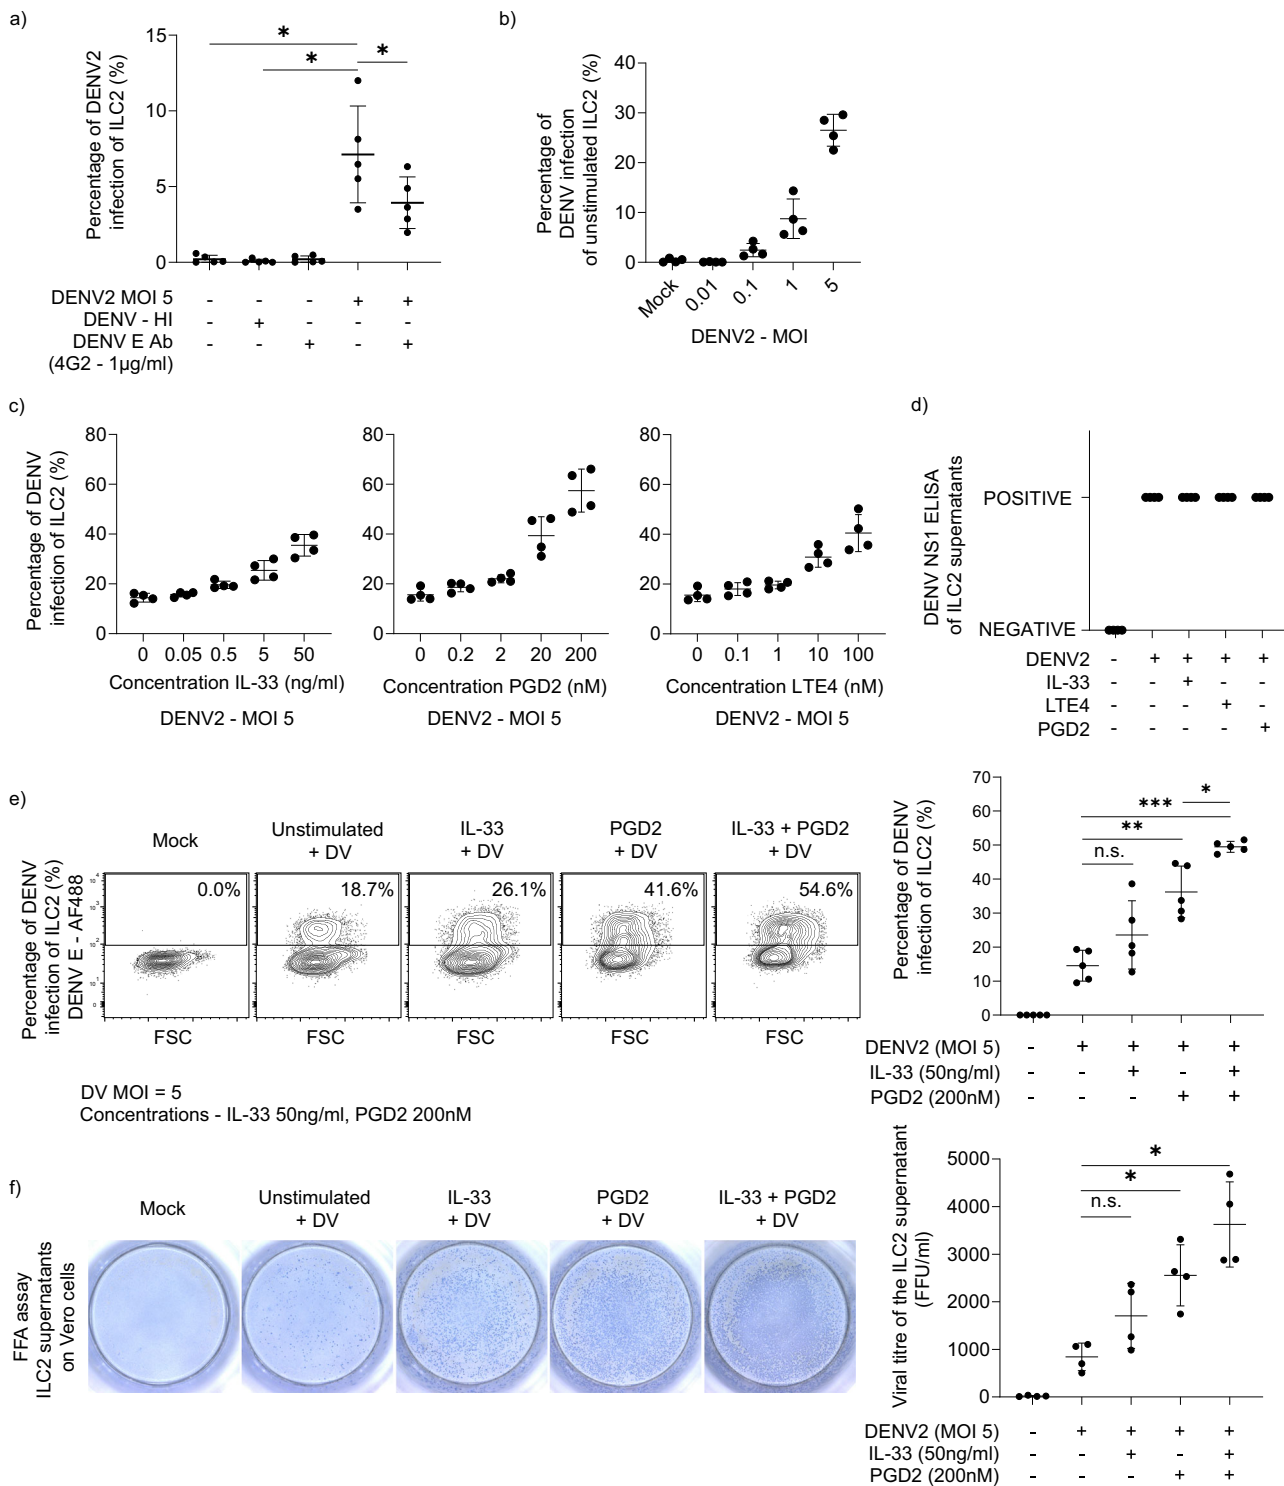 a)
Percentage of DENV2
infection of ILC2 (%)
15
10
5
0
*
*
*
DENV2 MOI 5 - - - + +
DENV - HI - + - - -
DENV E Ab - - + - +
(4G2 - 1µg/ml)
b)
Percentage of
DENV infection
of unstimulated ILC2 (%)
40
30
20
10
0
Mock 0.01 0.1 1 5
DENV2 - MOI
c)
Percentage of DENV
infection of ILC2 (%)
80
60
40
20
0
0 0.05 0.5 5 50
Concentration IL-33 (ng/ml)
DENV2 - MOI 5
80
60
40
20
0
0 0.2 2 20 200
Concentration PGD2 (nM)
DENV2 - MOI 5
80
60
40
20
0
0 0.1 1 10 100
Concentration LTE4 (nM)
DENV2 - MOI 5
d)
DENV NS1 ELISA
of ILC2 supernatants
POSITIVE
NEGATIVE
DENV2 - + + + +
IL-33 - - + - -
LTE4 - - - + -
PGD2 - - - - +
e)
Percentage of DENV
infection of ILC2 (%)
DENV E - AF488
Mock
Unstimulated
+ DV
IL-33
+ DV
PGD2
+ DV
IL-33 + PGD2
+ DV
0.0%
18.7%
26.1%
41.6%
54.6%
FSC FSC FSC FSC FSC
DV MOI = 5
Concentrations - IL-33 50ng/ml, PGD2 200nM
Percentage of DENV
infection of ILC2 (%)
70
60
50
40
30
20
10
0
*
***
**
n.s.
DENV2 (MOI 5) - + + + +
IL-33 (50ng/ml) - - + - +
PGD2 (200nM) - - - + +
f)
FFA assay
ILC2 supernatants
on Vero cells
Mock
Unstimulated
+ DV
IL-33
+ DV
PGD2
+ DV
IL-33 + PGD2
+ DV
Viral titre of the ILC2 supernatant
(FFU/ml)
5000
4000
3000
2000
1000
0
*
*
n.s.
DENV2 (MOI 5) - + + + +
IL-33 (50ng/ml) - - + - +
PGD2 (200nM) - - - + +